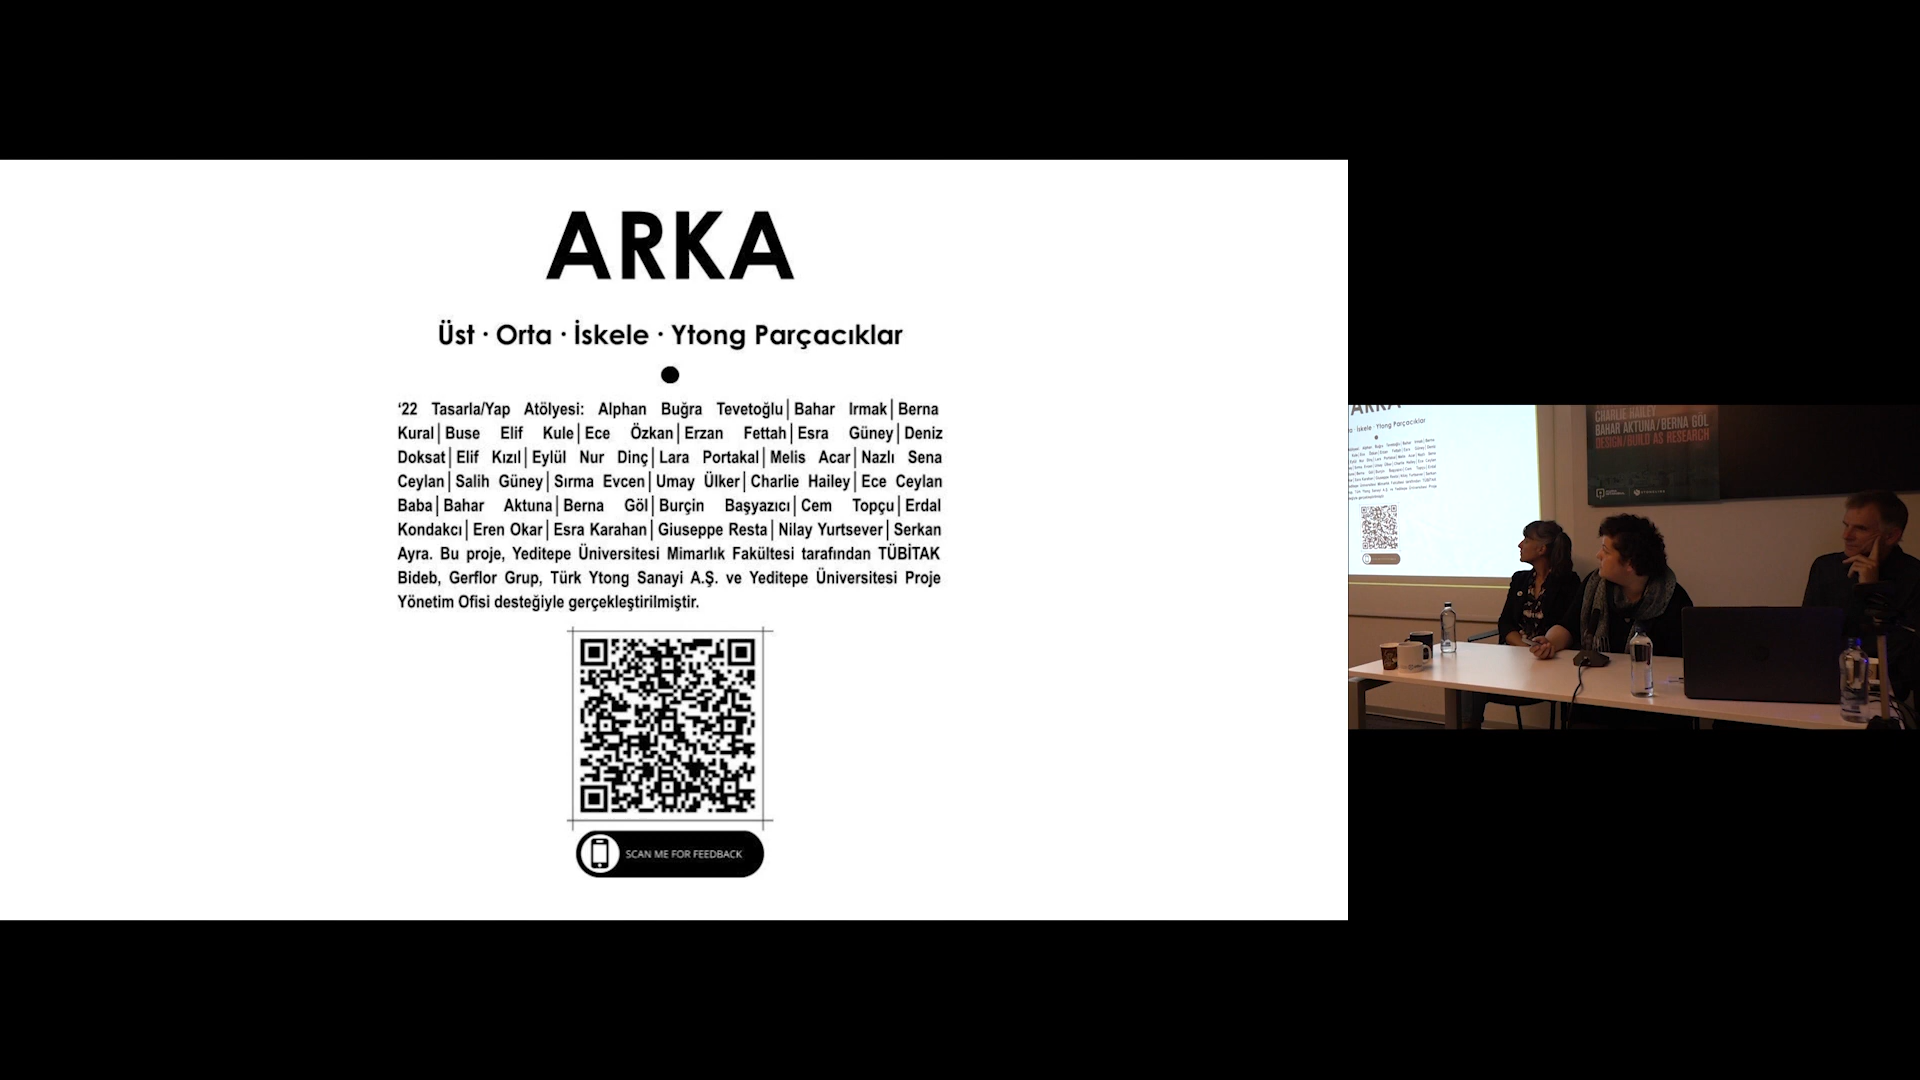 ARKA
Üst · Orta · İskele · Ytong Parçacıklar
‘22 Tasarla/Yap Atölyesi: Alphan Buğra Tevetoğlu|Bahar Irmak|Berna
Kural|Buse Elif Kule|Ece Özkan|Erzan Fettah|Esra Güney|Deniz
Doksat|Elif Kızıl|Eylül Nur Dinç|Lara Portakal|Melis Acar|Nazlı Sena
Ceylan|Salih Güney|Sırma Evcen|Umay Ülker|Charlie Hailey|Ece Ceylan
Baba|Bahar Aktuna|Berna Göl|Burçin Başyazıcı|Cem Topçu|Erdal
Kondakcı|Eren Okar|Esra Karahan|Giuseppe Resta|Nilay Yurtsever|Serkan
Ayra. Bu proje, Yeditepe Üniversitesi Mimarlık Fakültesi tarafından TÜBİTAK
Bideb, Gerflor Grup, Türk Ytong Sanayi A.Ş. ve Yeditepe Üniversitesi Proje
Yönetim Ofisi desteğiyle gerçekleştirilmiştir.
SCAN ME FOR FEEDBACK
ARKA
İskele · Ytong Parçacıklar
CHARLIE HAILEY
BAHAR AKTUNA/BERNA GÖL
DESIGN/BUILD AS RESEARCH